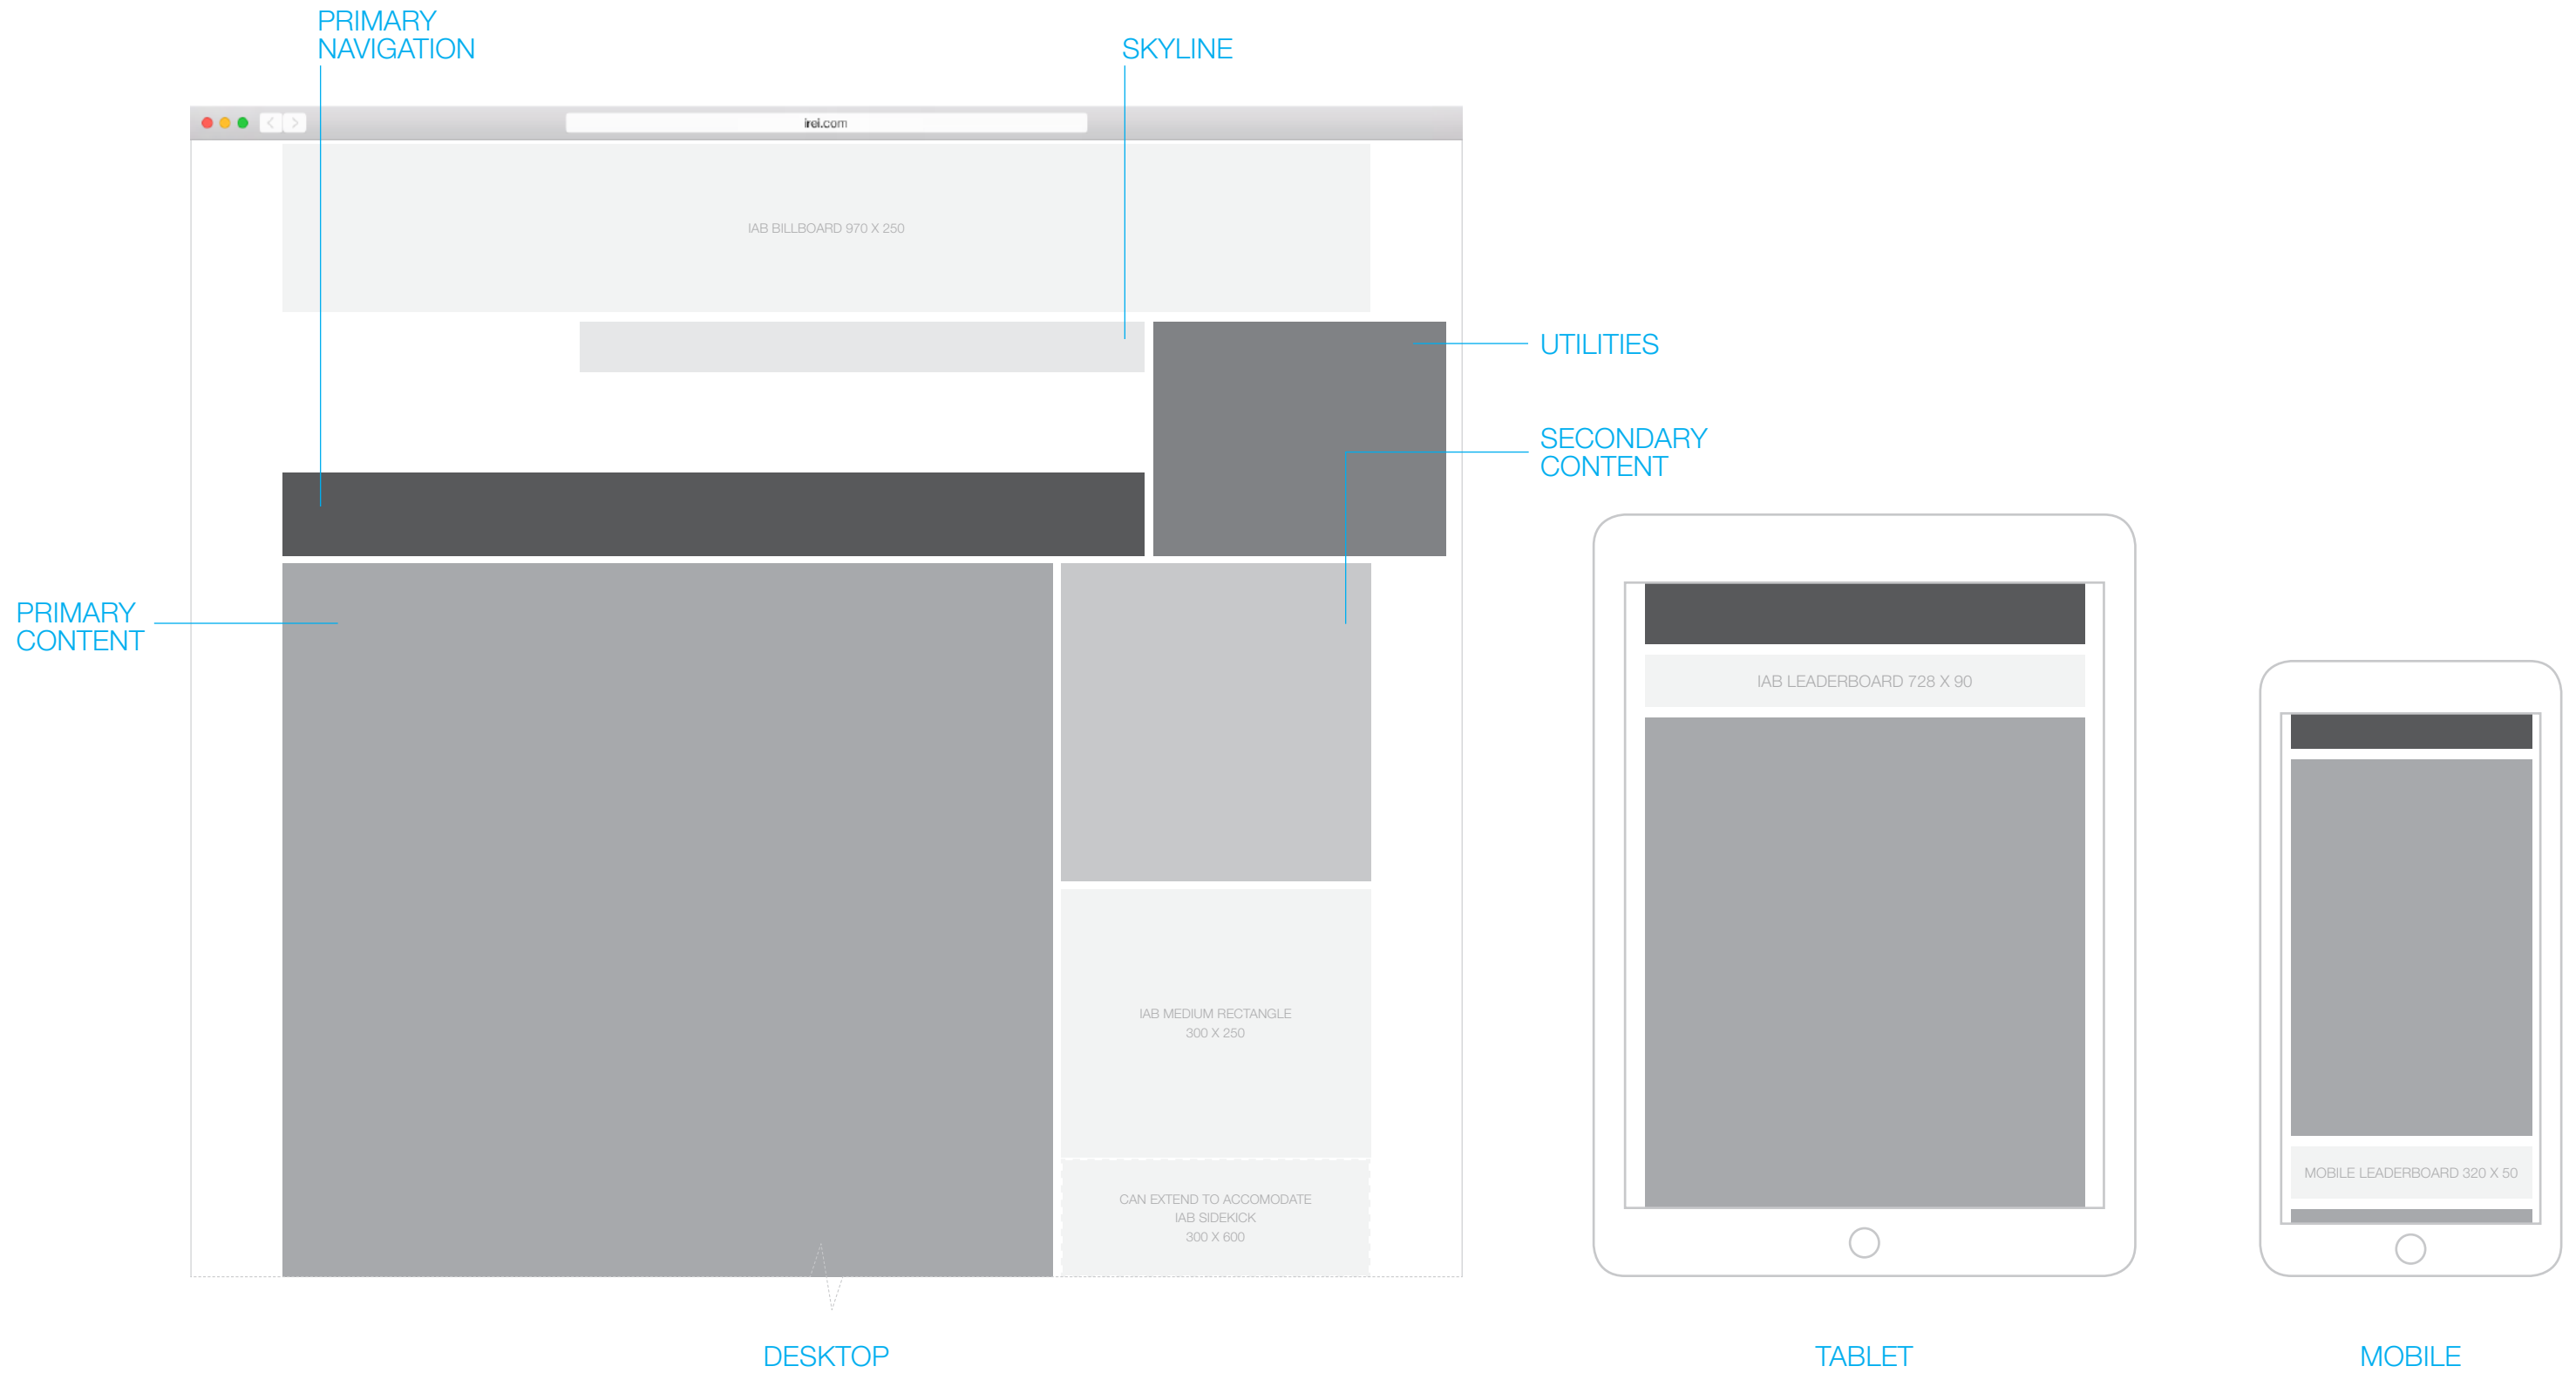 PRIMARY
NAVIGATION
SKYLINE
irei.com
IAB BILLBOARD 970 X 250
UTILITIES
SECONDARY
CONTENT
PRIMARY
CONTENT
IAB LEADERBOARD 728 X 90
IAB MEDIUM RECTANGLE
300 X 250
MOBILE LEADERBOARD 320 X 50
CAN EXTEND TO ACCOMODATE
IAB SIDEKICK
300 X 600
DESKTOP
TABLET
MOBILE